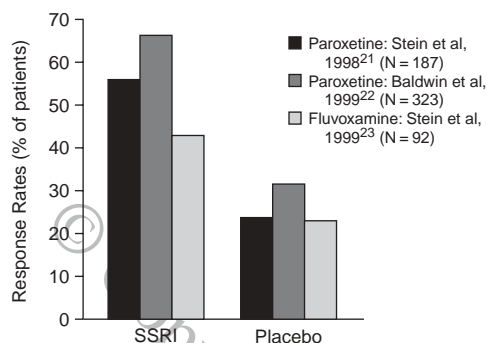 70
60
50
40
30
20
10
0
Response Rates (% of patients)
Paroxetine: Stein et al,
1998²¹ (N = 187)
Paroxetine: Baldwin et al,
1999²² (N = 323)
Fluvoxamine: Stein et al,
1999²³ (N = 92)
SSRI
Placebo
©